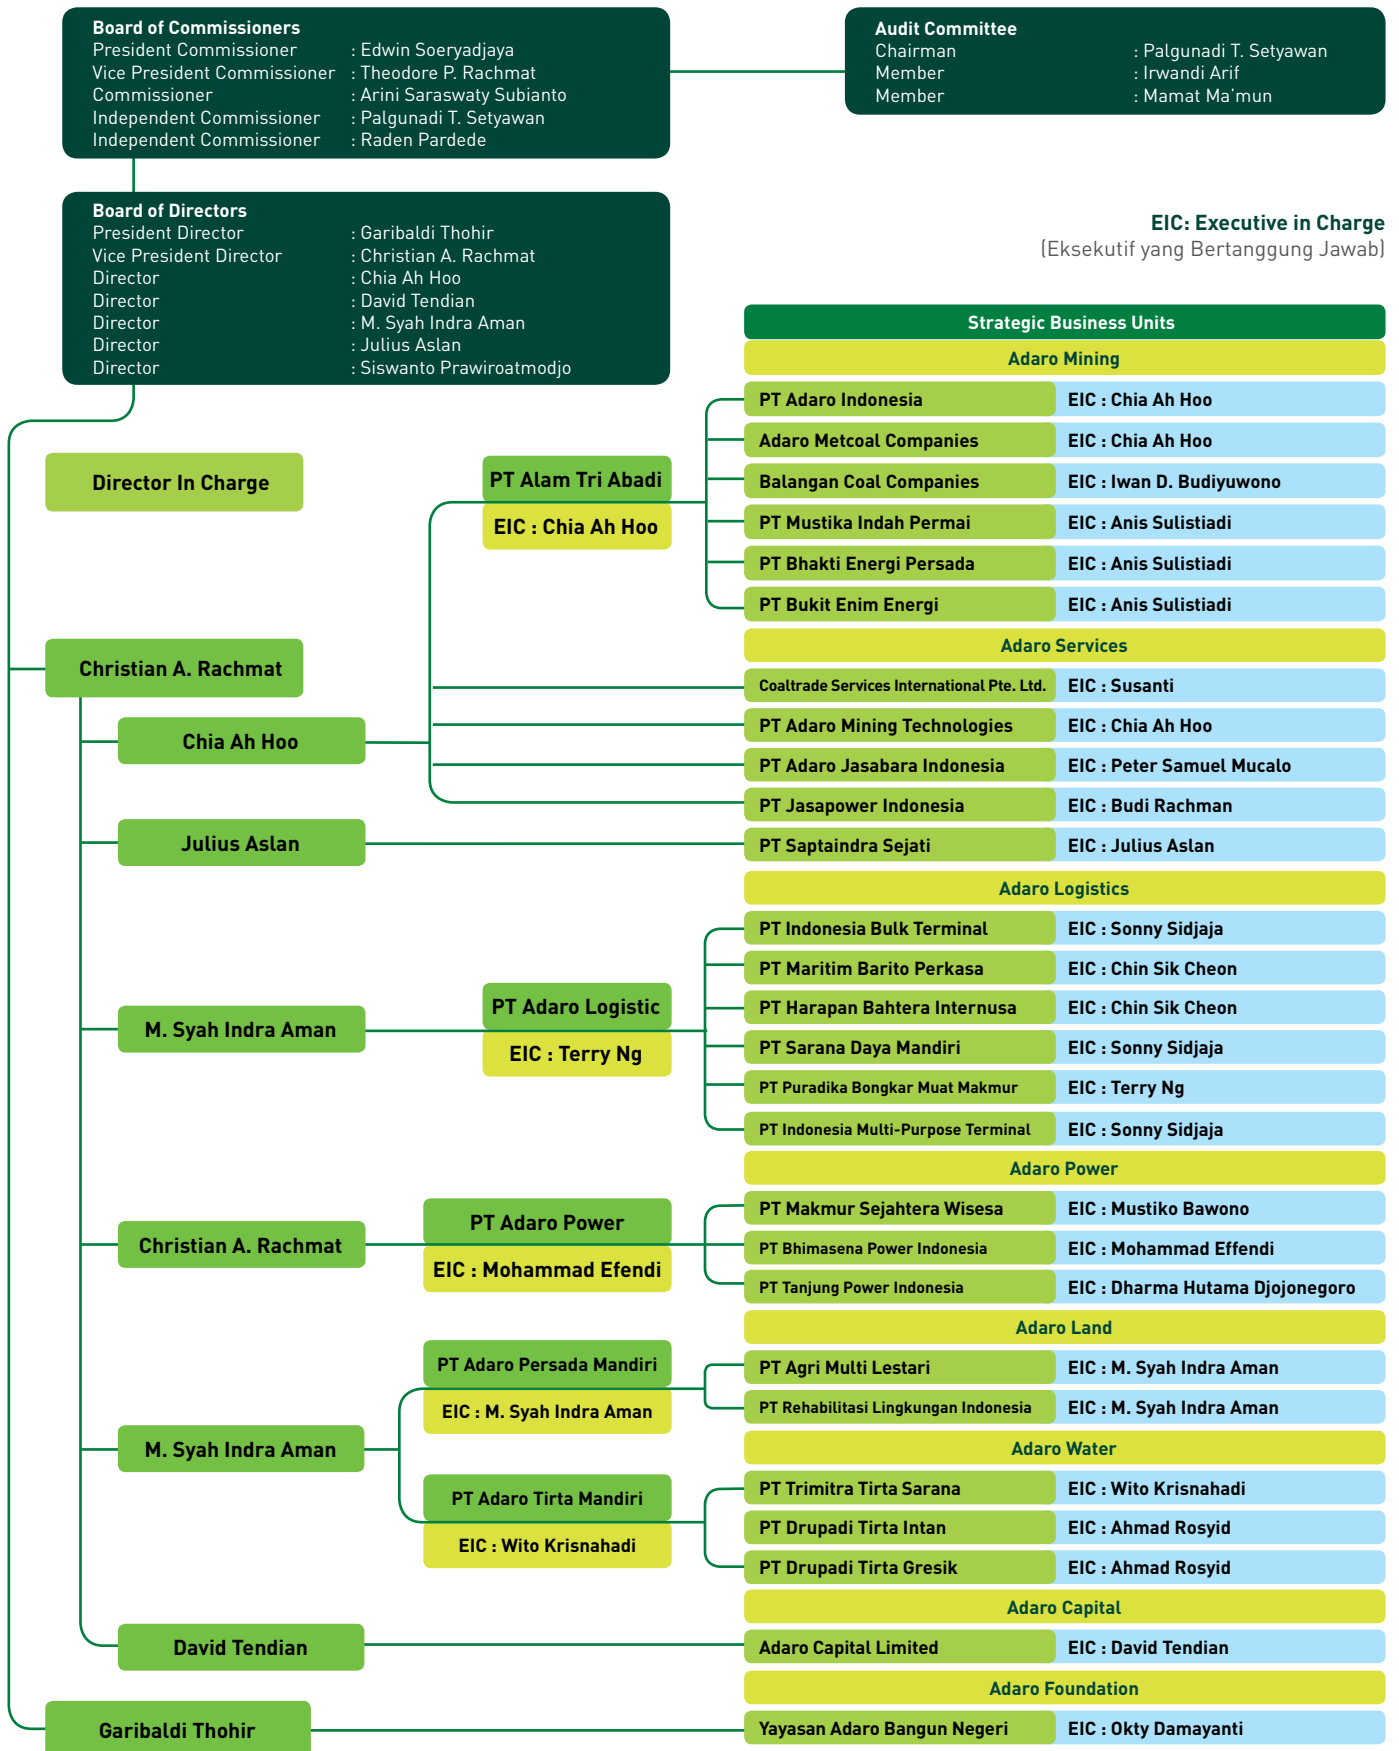 Board of Commissioners
President Commissioner : Edwin Soeryadjaya
Vice President Commissioner : Theodore P. Rachmat
Commissioner : Arini Saraswaty Subianto
Independent Commissioner : Palgunadi T. Setyawan
Independent Commissioner : Raden Pardede
Audit Committee
Chairman : Palgunadi T. Setyawan
Member : Irwandi Arif
Member : Mamat Ma'mun
Board of Directors
President Director : Garibaldi Thohir
Vice President Director : Christian A. Rachmat
Director : Chia Ah Hoo
Director : David Tendian
Director : M. Syah Indra Aman
Director : Julius Aslan
Director : Siswanto Prawiroatmodjo
EIC: Executive in Charge
(Eksekutif yang Bertanggung Jawab)
Director In Charge
Christian A. Rachmat
Chia Ah Hoo
Julius Aslan
M. Syah Indra Aman
Christian A. Rachmat
M. Syah Indra Aman
David Tendian
Garibaldi Thohir
PT Alam Tri Abadi
EIC : Chia Ah Hoo
PT Adaro Logistic
EIC : Terry Ng
PT Adaro Power
EIC : Mohammad Efendi
PT Adaro Persada Mandiri
EIC : M. Syah Indra Aman
PT Adaro Tirta Mandiri
EIC : Wito Krisnahadi
Strategic Business Units
Adaro Mining
PT Adaro Indonesia EIC : Chia Ah Hoo
Adaro Metcoal Companies EIC : Chia Ah Hoo
Balangan Coal Companies EIC : Iwan D. Budiyuwono
PT Mustika Indah Permai EIC : Anis Sulistiadi
PT Bhakti Energi Persada EIC : Anis Sulistiadi
PT Bukit Enim Energi EIC : Anis Sulistiadi
Adaro Services
Coaltrade Services International Pte. Ltd. EIC : Susanti
PT Adaro Mining Technologies EIC : Chia Ah Hoo
PT Adaro Jasabara Indonesia EIC : Peter Samuel Mucalo
PT Jasapower Indonesia EIC : Budi Rachman
PT Saptaindra Sejati EIC : Julius Aslan
Adaro Logistics
PT Indonesia Bulk Terminal EIC : Sonny Sidjaja
PT Maritim Barito Perkasa EIC : Chin Sik Cheon
PT Harapan Bahtera Internusa EIC : Chin Sik Cheon
PT Sarana Daya Mandiri EIC : Sonny Sidjaja
PT Puradika Bongkar Muat Makmur EIC : Terry Ng
PT Indonesia Multi-Purpose Terminal EIC : Sonny Sidjaja
Adaro Power
PT Makmur Sejahtera Wisesa EIC : Mustiko Bawono
PT Bhimasena Power Indonesia EIC : Mohammad Effendi
PT Tanjung Power Indonesia EIC : Dharma Hutama Djojonegoro
Adaro Land
PT Agri Multi Lestari EIC : M. Syah Indra Aman
PT Rehabilitasi Lingkungan Indonesia EIC : M. Syah Indra Aman
Adaro Water
PT Trimitra Tirta Sarana EIC : Wito Krisnahadi
PT Drupadi Tirta Intan EIC : Ahmad Rosyid
PT Drupadi Tirta Gresik EIC : Ahmad Rosyid
Adaro Capital
Adaro Capital Limited EIC : David Tendian
Adaro Foundation
Yayasan Adaro Bangun Negeri EIC : Okty Damayanti